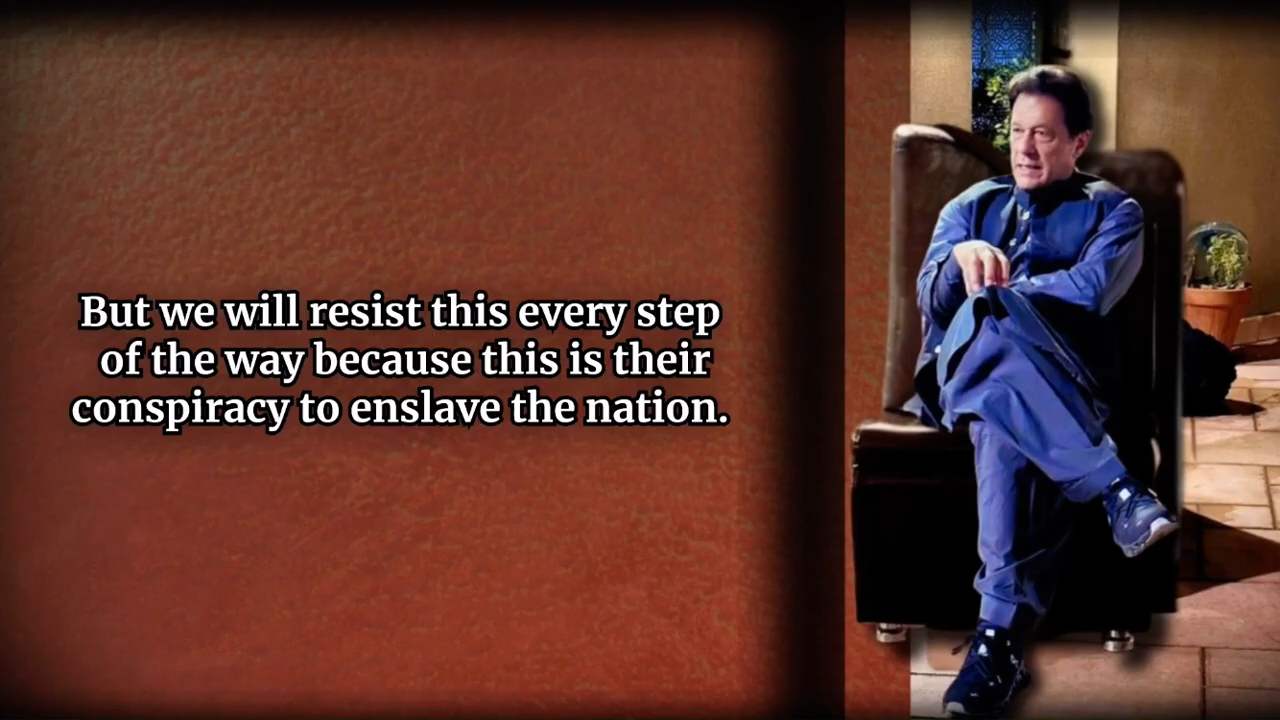 But we will resist this every step
of the way because this is their
conspiracy to enslave the nation.